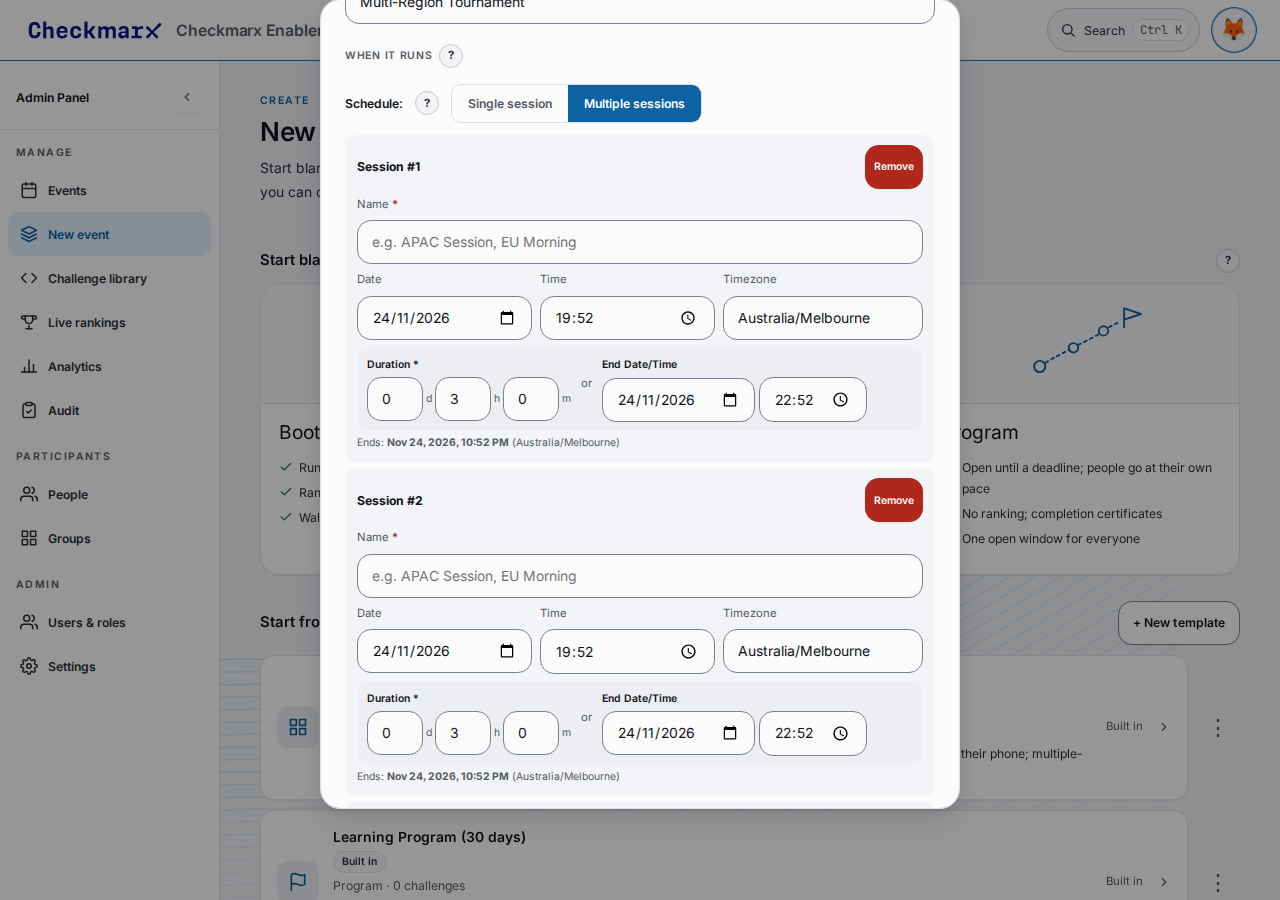 Checkmarx
Checkmarx Enabler
Search
Ctrl K
Admin Panel
MANAGE
Events
New event
Challenge library
Live rankings
Analytics
Audit
PARTICIPANTS
People
Groups
ADMIN
Users & roles
Settings
CREATE
New
Start blan
you can c
Start bla
?
Boot
Run
Ran
Wal
rogram
Open until a deadline; people go at their own
pace
No ranking; completion certificates
One open window for everyone
Start fro
+ New template
Built in
their phone; multiple-
Learning Program (30 days)
Built in
Program · 0 challenges
Built in
Multi-Region Tournament
WHEN IT RUNS ?
Schedule: ? Single session Multiple sessions
Session #1 Remove
Name *
e.g. APAC Session, EU Morning
Date Time Timezone
24/11/2026 19:52 Australia/Melbourne
Duration * End Date/Time
0 d 3 h 0 m or 24/11/2026 22:52
Ends: Nov 24, 2026, 10:52 PM (Australia/Melbourne)
Session #2 Remove
Name *
e.g. APAC Session, EU Morning
Date Time Timezone
24/11/2026 19:52 Australia/Melbourne
Duration * End Date/Time
0 d 3 h 0 m or 24/11/2026 22:52
Ends: Nov 24, 2026, 10:52 PM (Australia/Melbourne)